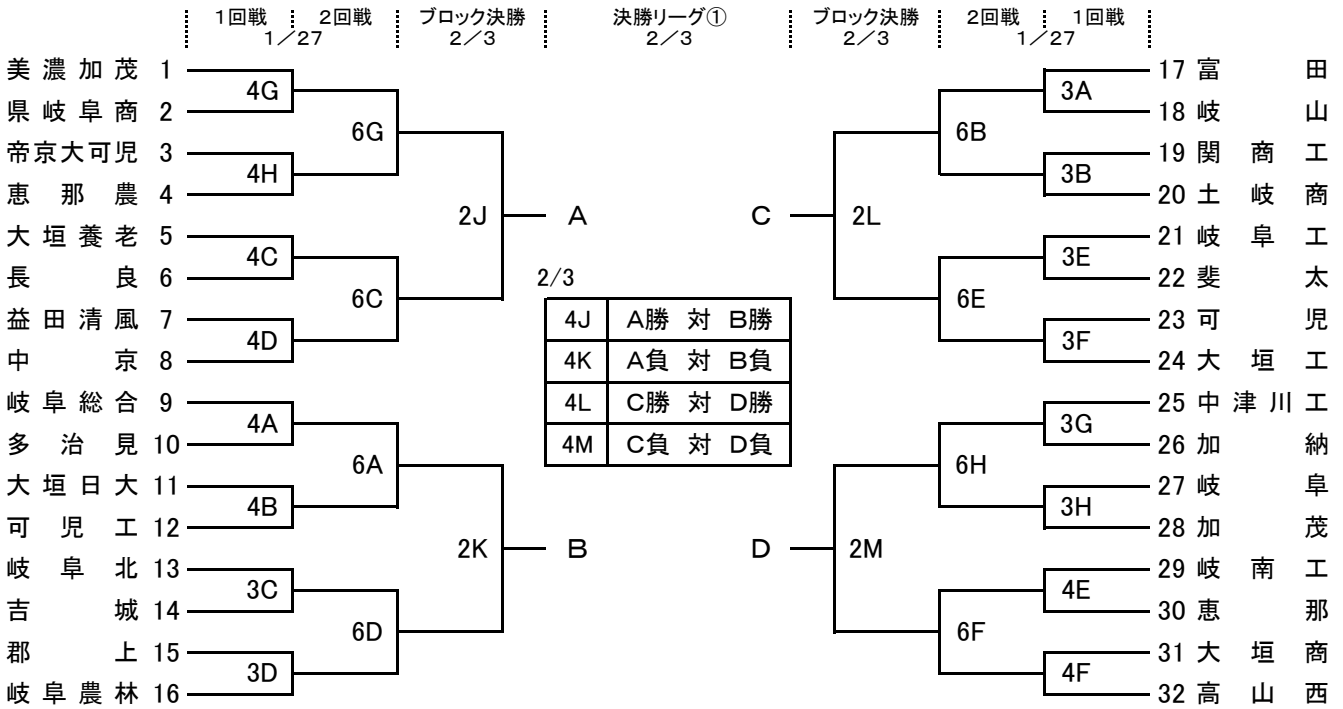 1回戦 2回戦 ブロック決勝 決勝リーグ① ブロック決勝 2回戦 1回戦
1／27 2／3 2／3 2／3 1／27
美濃加茂 1
4G
県岐阜商 2
6G
帝京大可児 3
4H
恵那農 4
2J A
大垣養老 5
4C
長良 6
6C
益田清風 7
4D
中京 8
岐阜総合 9
4A
多治見 10
6A
大垣日大 11
4B
可児工 12
2K B
岐阜北 13
3C
吉城 14
6D
郡上 15
3D
岐阜農林 16
2/3
4J A勝 対 B勝
4K A負 対 B負
4L C勝 対 D勝
4M C負 対 D負
17 富田
3A
18 岐山
6B
19 関商工
3B
20 土岐商
C 2L
21 岐阜工
3E
22 斐太
6E
23 可児
3F
24 大垣工
25 中津川工
3G
26 加納
6H
27 岐阜
3H
28 加茂
D 2M
29 岐南工
4E
30 恵那
6F
31 大垣商
4F
32 高山西